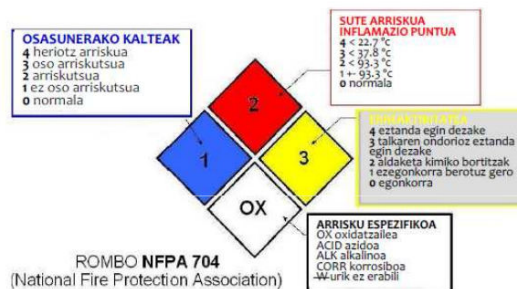 OSASUNERAKO KALTEAK
4 heriotz arriskua
3 oso arriskutsua
2 arriskutsua
1 ez oso arriskutsua
0 normala
SUTE ARRISKUA
INFLAMAZIO PUNTUA
4 < 22.7 °c
3 < 37.8 °c
2 < 93.3 °c
1 +- 93.3 °c
0 normala
2
1
3
OX
ERREAKTIBITATEA
4 eztanda egin dezake
3 talkaren ondorioz eztanda
egin dezake
2 aldaketa kimiko bortitzak
1 ezegonkorra berotuz gero
0 egonkorra
ARRISKU ESPEZIFIKOA
OX oxidatzailea
ACID azidoa
ALK alkalinoa
CORR korrosiboa
W urik ez erabili
ROMBO NFPA 704
(National Fire Protection Association)